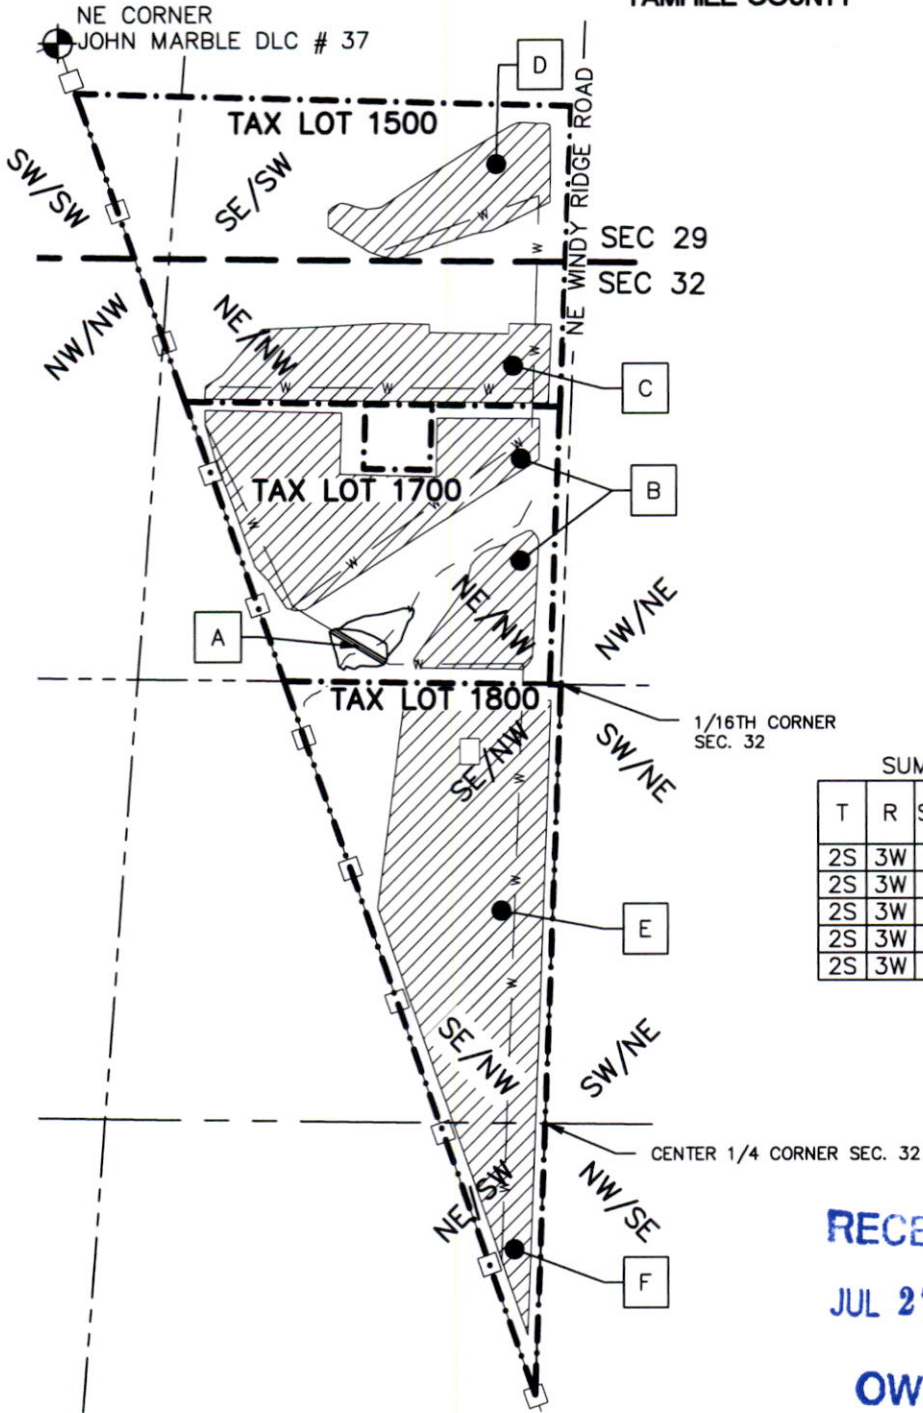 YAMHILL COUNTY
NE CORNER
JOHN MARBLE DLC # 37
D
TAX LOT 1500
NE WINDY RIDGE ROAD
SW/SW
SE/SW
W
W
SEC 29
SEC 32
NW/NW
NE/NW
W
C
W
W
W
W
TAX LOT 1700
B
W
W
W
NE/NW
NW/NE
A
W
TAX LOT 1800
1/16TH CORNER
SEC. 32
SE/NW
SW/NE
W
T R
2S 3W
2S 3W
2S 3W
2S 3W
2S 3W
W
E
W
SE/NW
SW/NE
CENTER 1/4 CORNER SEC. 32
NE SW
W
NW/SE
F
JUL